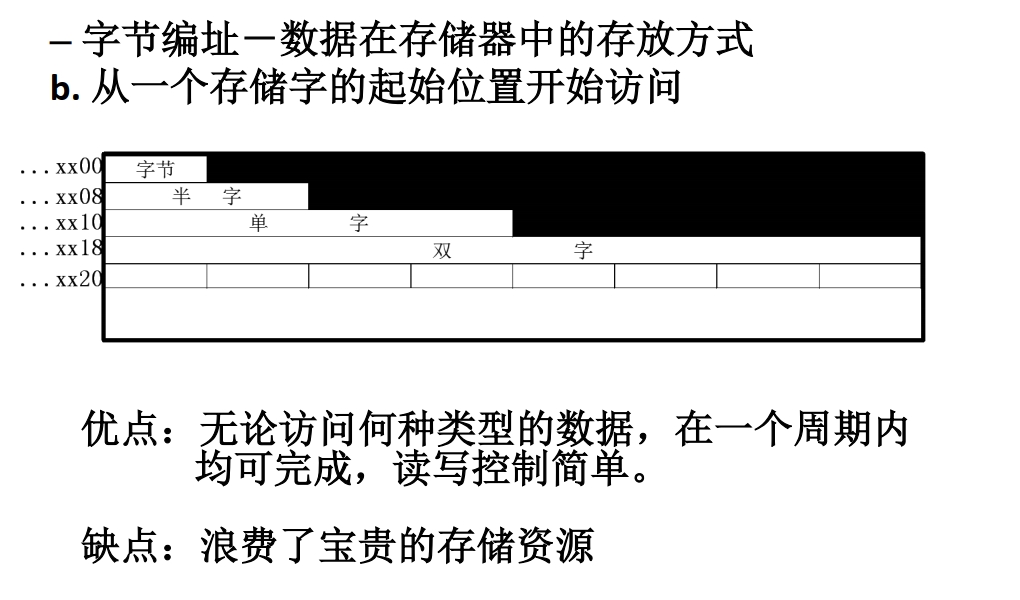 – 字节编址－数据在存储器中的存放方式
b. 从一个存储字的起始位置开始访问
...xx00 字节
...xx08 半 字
...xx10 单 字
...xx18 双 字
...xx20
优点：无论访问何种类型的数据，在一个周期内
均可完成，读写控制简单。
缺点：浪费了宝贵的存储资源